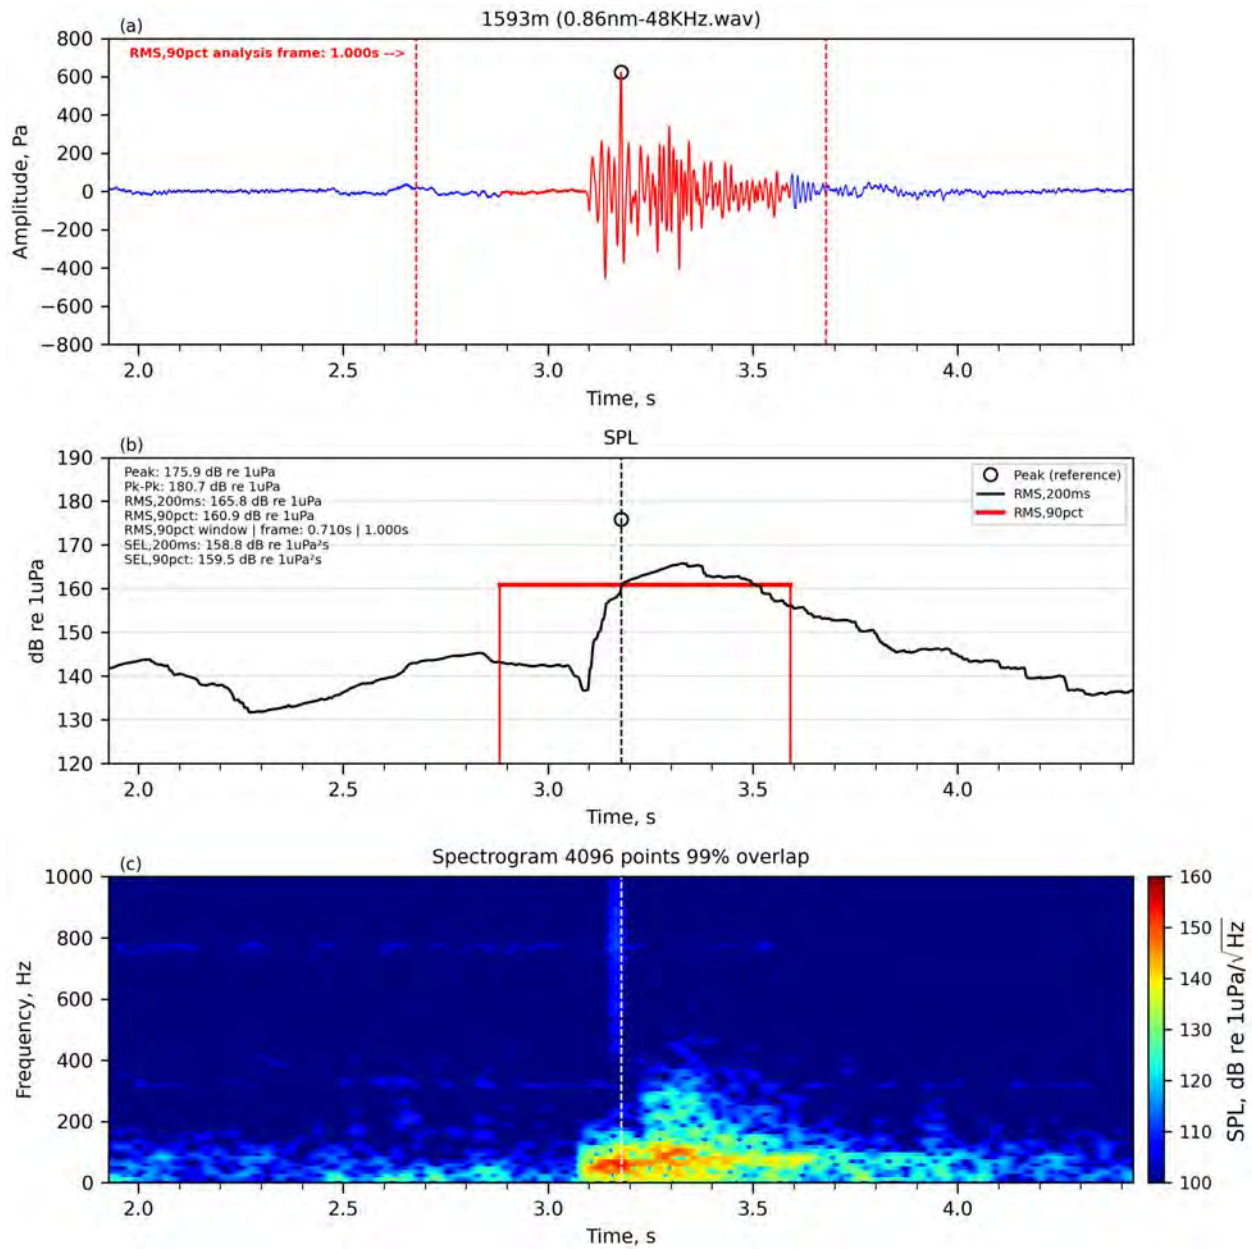 (a)
1593m (0.86nm-48KHz.wav)
RMS,90pct analysis frame: 1.000s -->
Amplitude, Pa
800
600
400
200
0
−200
−400
−600
−800
2.0 2.5 3.0 3.5 4.0
Time, s
(b)
SPL
Peak: 175.9 dB re 1uPa
Pk-Pk: 180.7 dB re 1uPa
RMS,200ms: 165.8 dB re 1uPa
RMS,90pct: 160.9 dB re 1uPa
RMS,90pct window | frame: 0.710s | 1.000s
SEL,200ms: 158.8 dB re 1uPa²s
SEL,90pct: 159.5 dB re 1uPa²s
Peak (reference)
RMS,200ms
RMS,90pct
dB re 1uPa
190
180
170
160
150
140
130
120
2.0 2.5 3.0 3.5 4.0
Time, s
(c)
Spectrogram 4096 points 99% overlap
Frequency, Hz
1000
800
600
400
200
0
2.0 2.5 3.0 3.5 4.0
Time, s
160
150
140
130
120
110
100
SPL, dB re 1uPa/√Hz